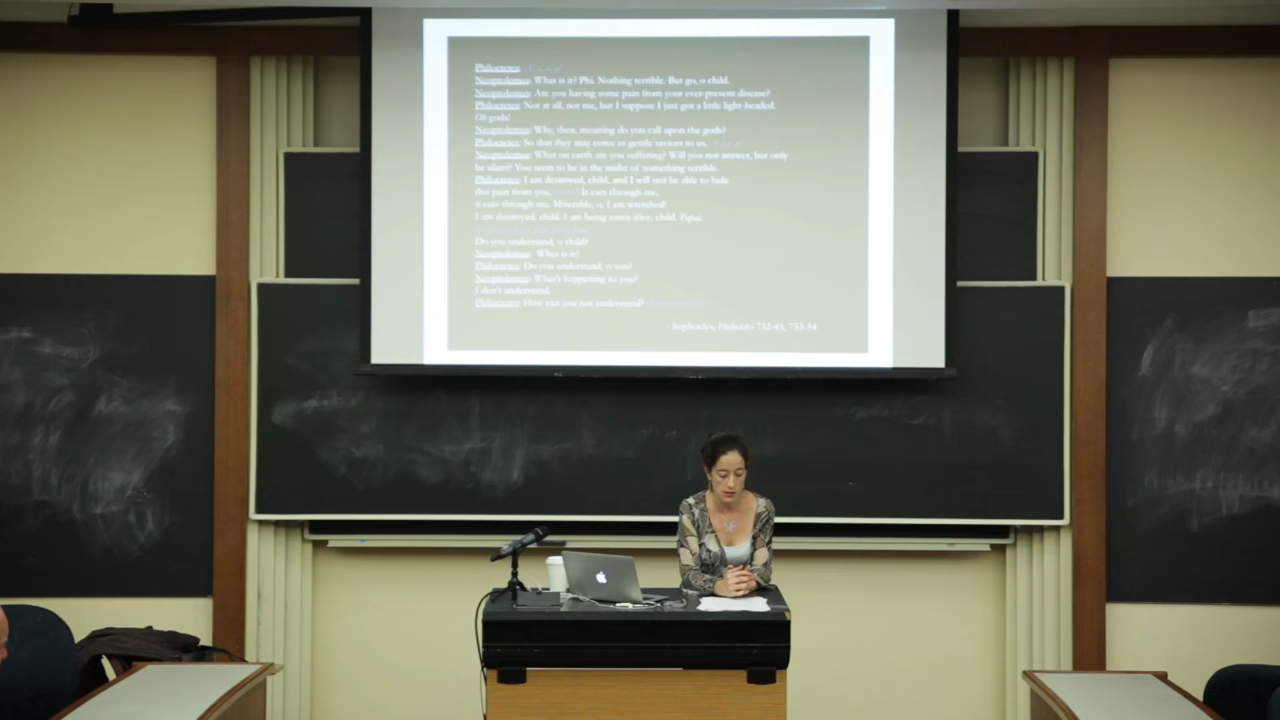 Philoctetes:
Neoptolemus: What is it? Phi. Nothing terrible. But go, o child.
Neoptolemus: Are you having some pain from your ever-present disease?
Philoctetes: Not at all, not me, but I suppose I just got a little light-headed.
Oh gods!
Neoptolemus: Why, then, moaning do you call upon the gods?
Philoctetes: So that they may come as gentle saviors to us.
Neoptolemus: What on earth are you suffering? Will you not answer, but only
be silent? You seem to be in the midst of something terrible.
Philoctetes: I am destroyed, child, and I will not be able to hide
this pain from you, It cuts through me,
it cuts through me. Miserable, o, I am wretched!
I am destroyed, child. I am being eaten alive, child. Papai.
Do you understand, o child?
Neoptolemus: What is it?
Philoctetes: Do you understand, o son?
Neoptolemus: What's happening to you?
I don't understand.
Philoctetes: How can you not understand?
- Sophocles, Philoctetes 732-45, 753-54